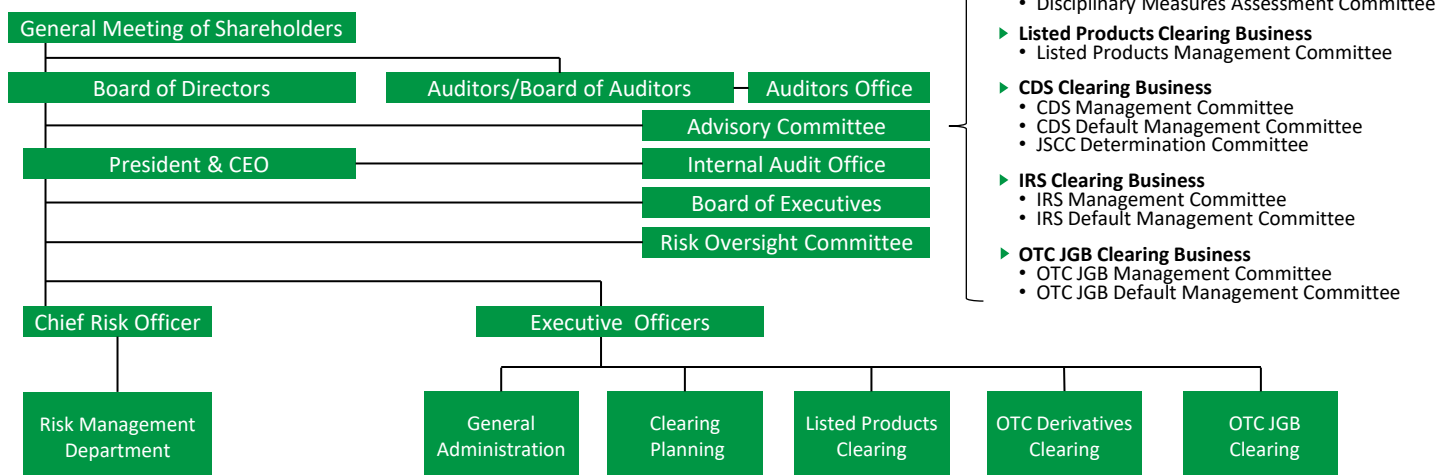 General Meeting of Shareholders
Board of Directors
Auditors/Board of Auditors
Auditors Office
Advisory Committee
President & CEO
Internal Audit Office
Board of Executives
Risk Oversight Committee
Chief Risk Officer
Executive Officers
Risk Management
Department
General
Administration
Clearing
Planning
Listed Products
Clearing
OTC Derivatives
Clearing
OTC JGB
Clearing
• Disciplinary Measures Assessment Committee
Listed Products Clearing Business
• Listed Products Management Committee
CDS Clearing Business
• CDS Management Committee
• CDS Default Management Committee
• JSCC Determination Committee
IRS Clearing Business
• IRS Management Committee
• IRS Default Management Committee
OTC JGB Clearing Business
• OTC JGB Management Committee
• OTC JGB Default Management Committee